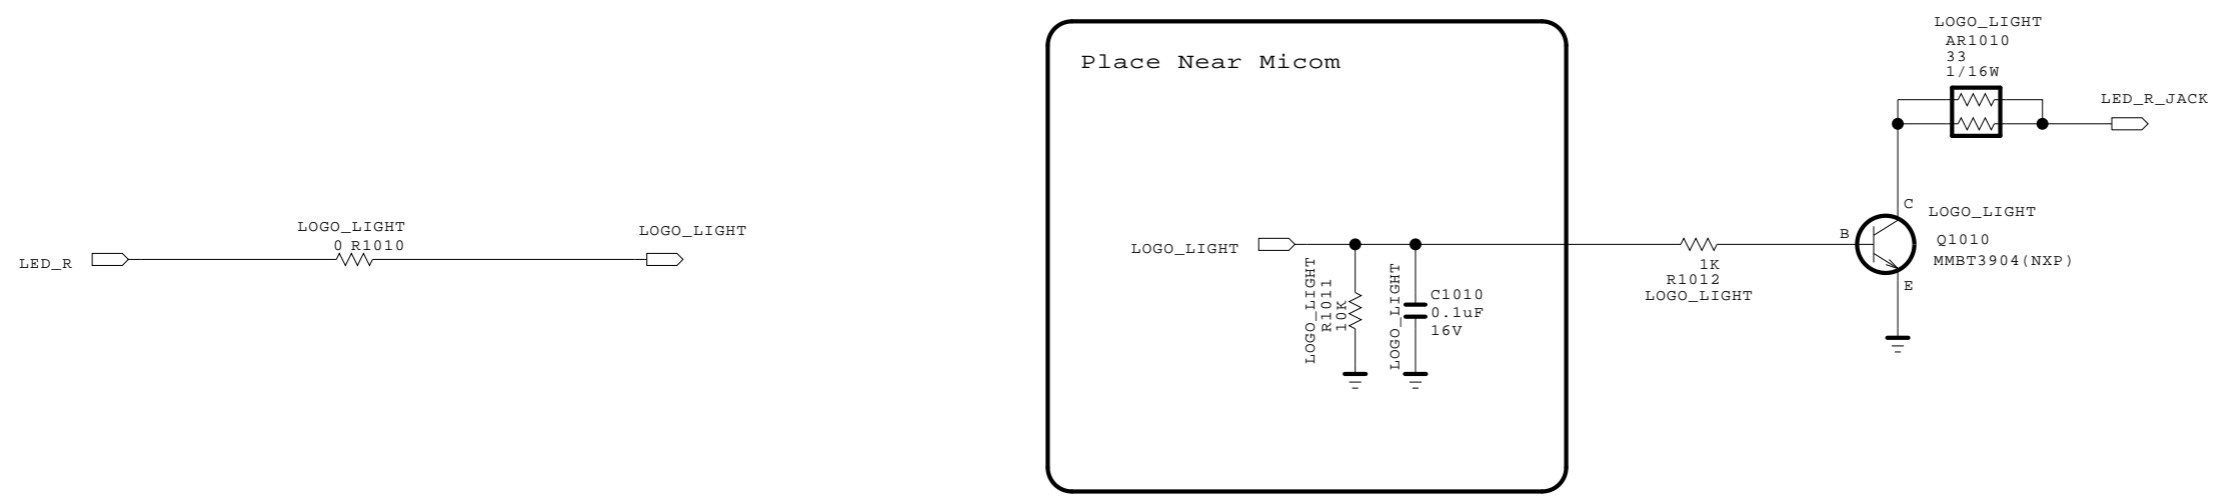 LOGO_LIGHT
0 R1010
LED_R
LOGO_LIGHT
Place Near Micom
LOGO_LIGHT
LOGO_LIGHT
R1011
10K
LOGO_LIGHT
C1010
0.1uF
16V
1K
R1012
LOGO_LIGHT
LOGO_LIGHT
AR1010
33
1/16W
LED_R_JACK
C
LOGO_LIGHT
B
Q1010
MMBT3904(NXP)
E